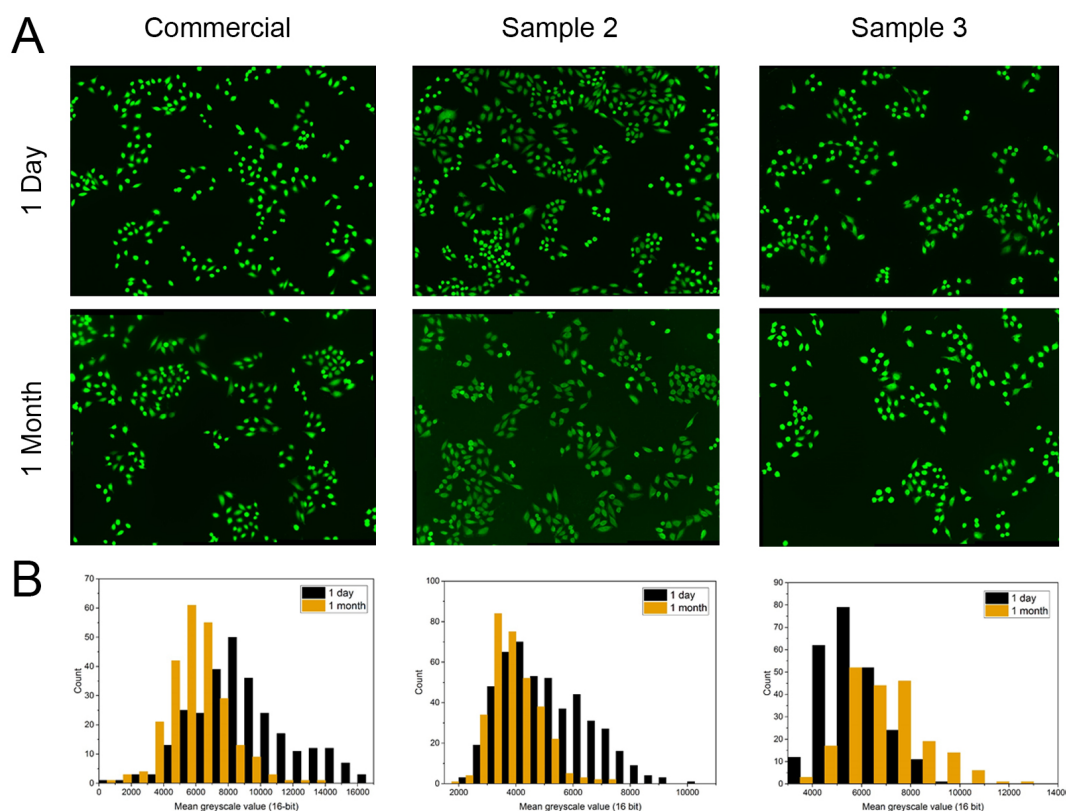 A
Commercial
Sample 2
Sample 3
1 Day
1 Month
B
70
60
50
40
30
20
10
0
Count
0
2000
4000
6000
8000
10000
12000
14000
16000
Mean greyscale value (16-bit)
1 day
1 month
100
80
60
40
20
0
Count
2000
4000
6000
8000
10000
Mean greyscale value (16 bit)
1 day
1 month
90
80
70
60
50
40
30
20
10
0
Count
4000
6000
8000
10000
12000
1400
Mean greyscale value (16 bit)
1 day
1 month